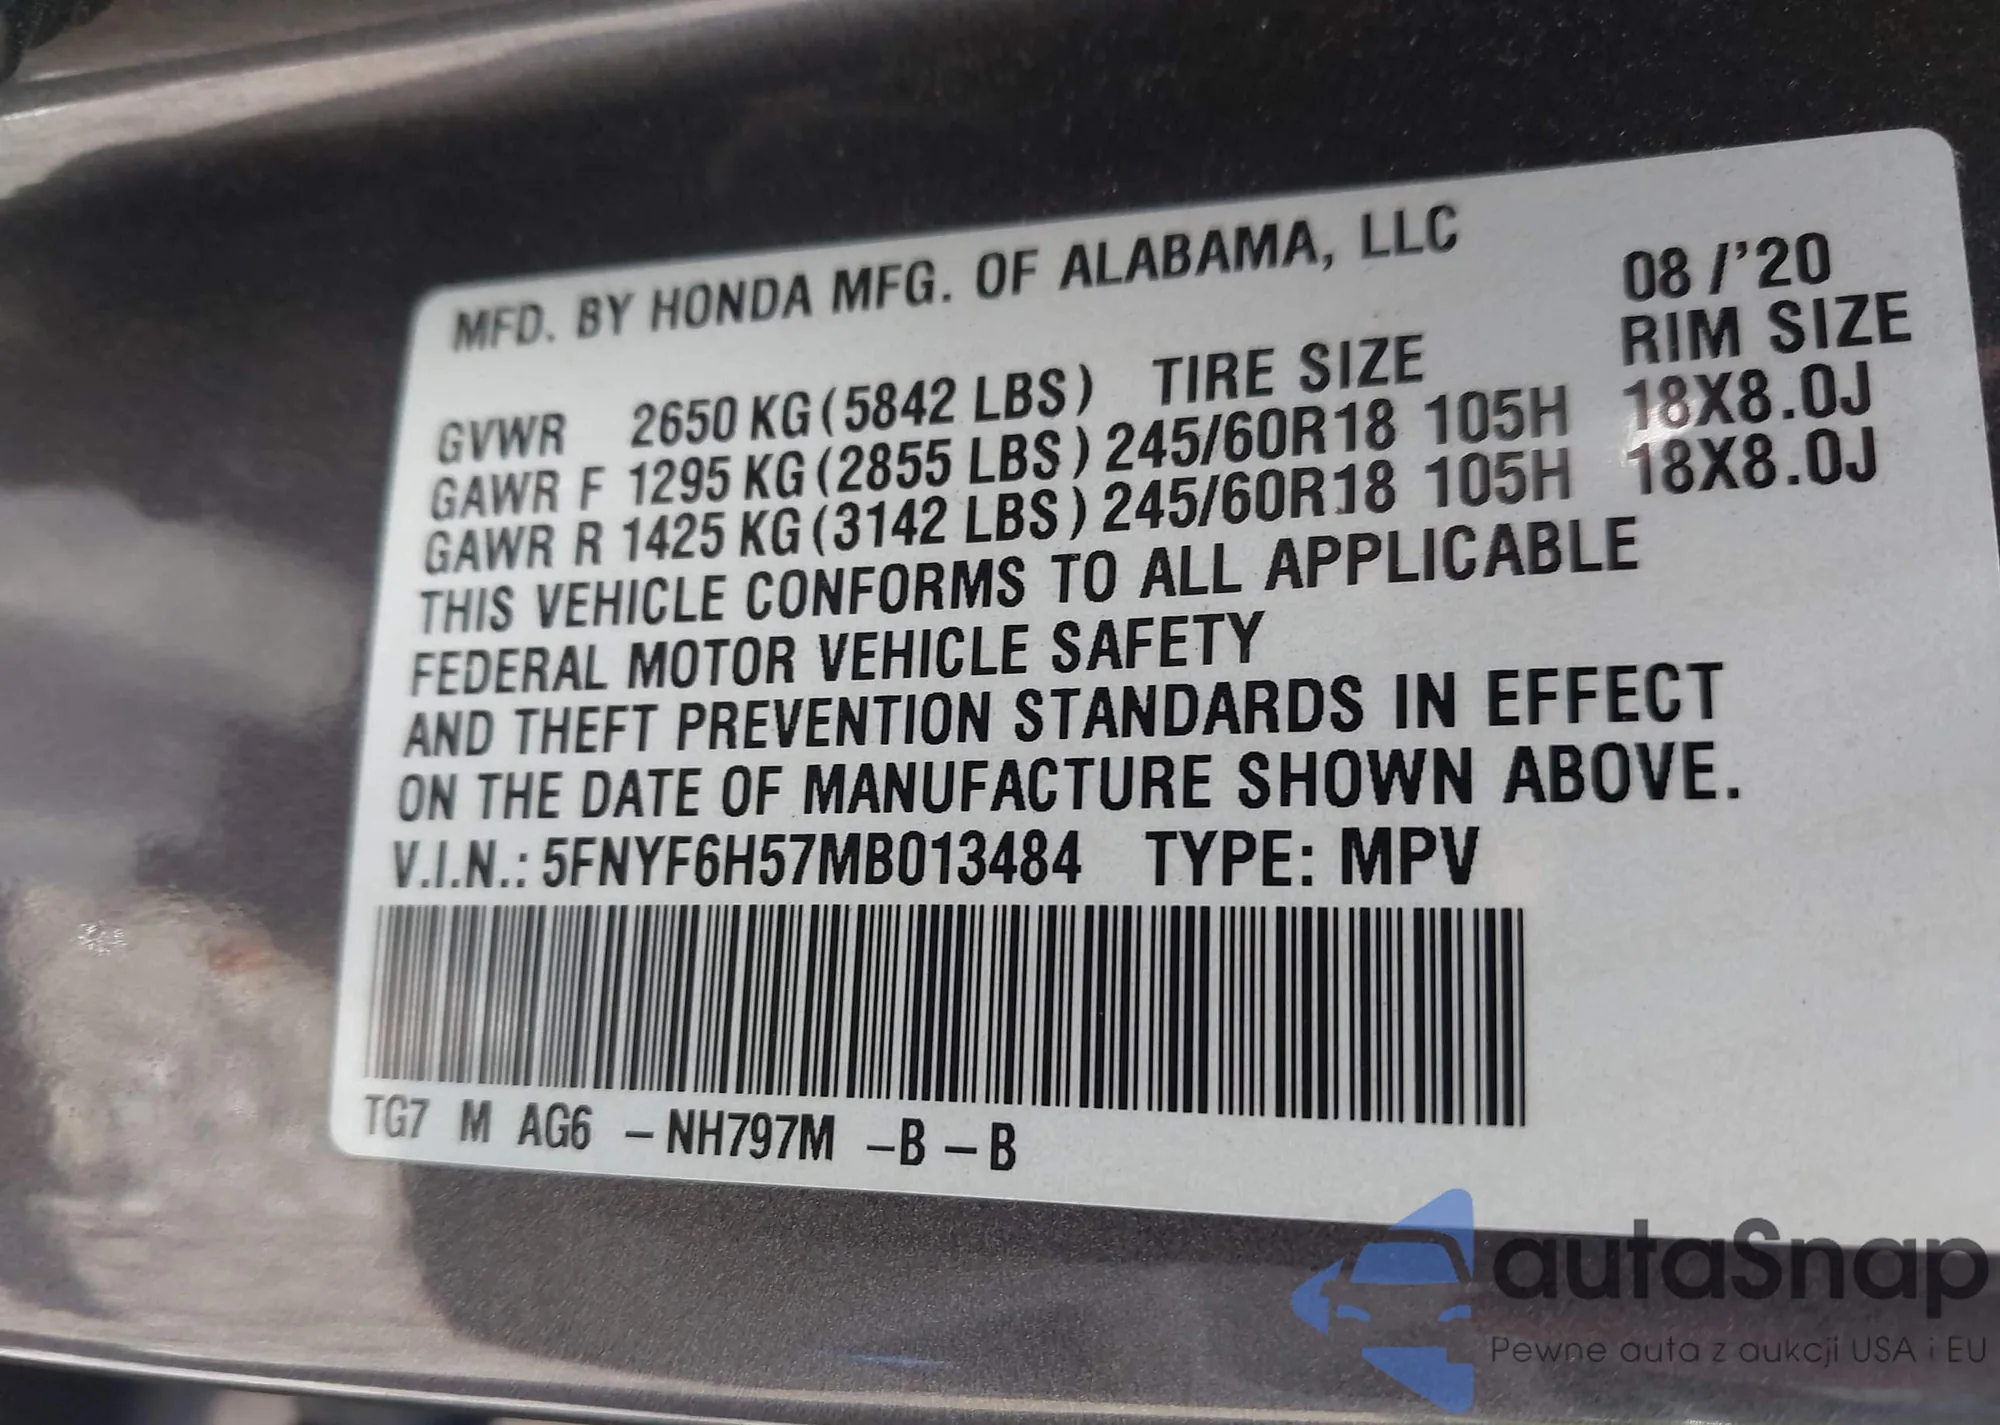 MFD. BY HONDA MFG. OF ALABAMA, LLC 08 /'20
GVWR 2650 KG (5842 LBS) TIRE SIZE RIM SIZE
GAWR F 1295 KG (2855 LBS) 245/60R18 105H 18X8.0J
GAWR R 1425 KG (3142 LBS) 245/60R18 105H 18X8.0J
THIS VEHICLE CONFORMS TO ALL APPLICABLE
FEDERAL MOTOR VEHICLE SAFETY
AND THEFT PREVENTION STANDARDS IN EFFECT
ON THE DATE OF MANUFACTURE SHOWN ABOVE.
V.I.N.: 5FNYF6H57MB013484 TYPE: MPV
TG7 M AG6 –NH797M –B –B
autaSnap
Pewne auta z aukcji USA i EU